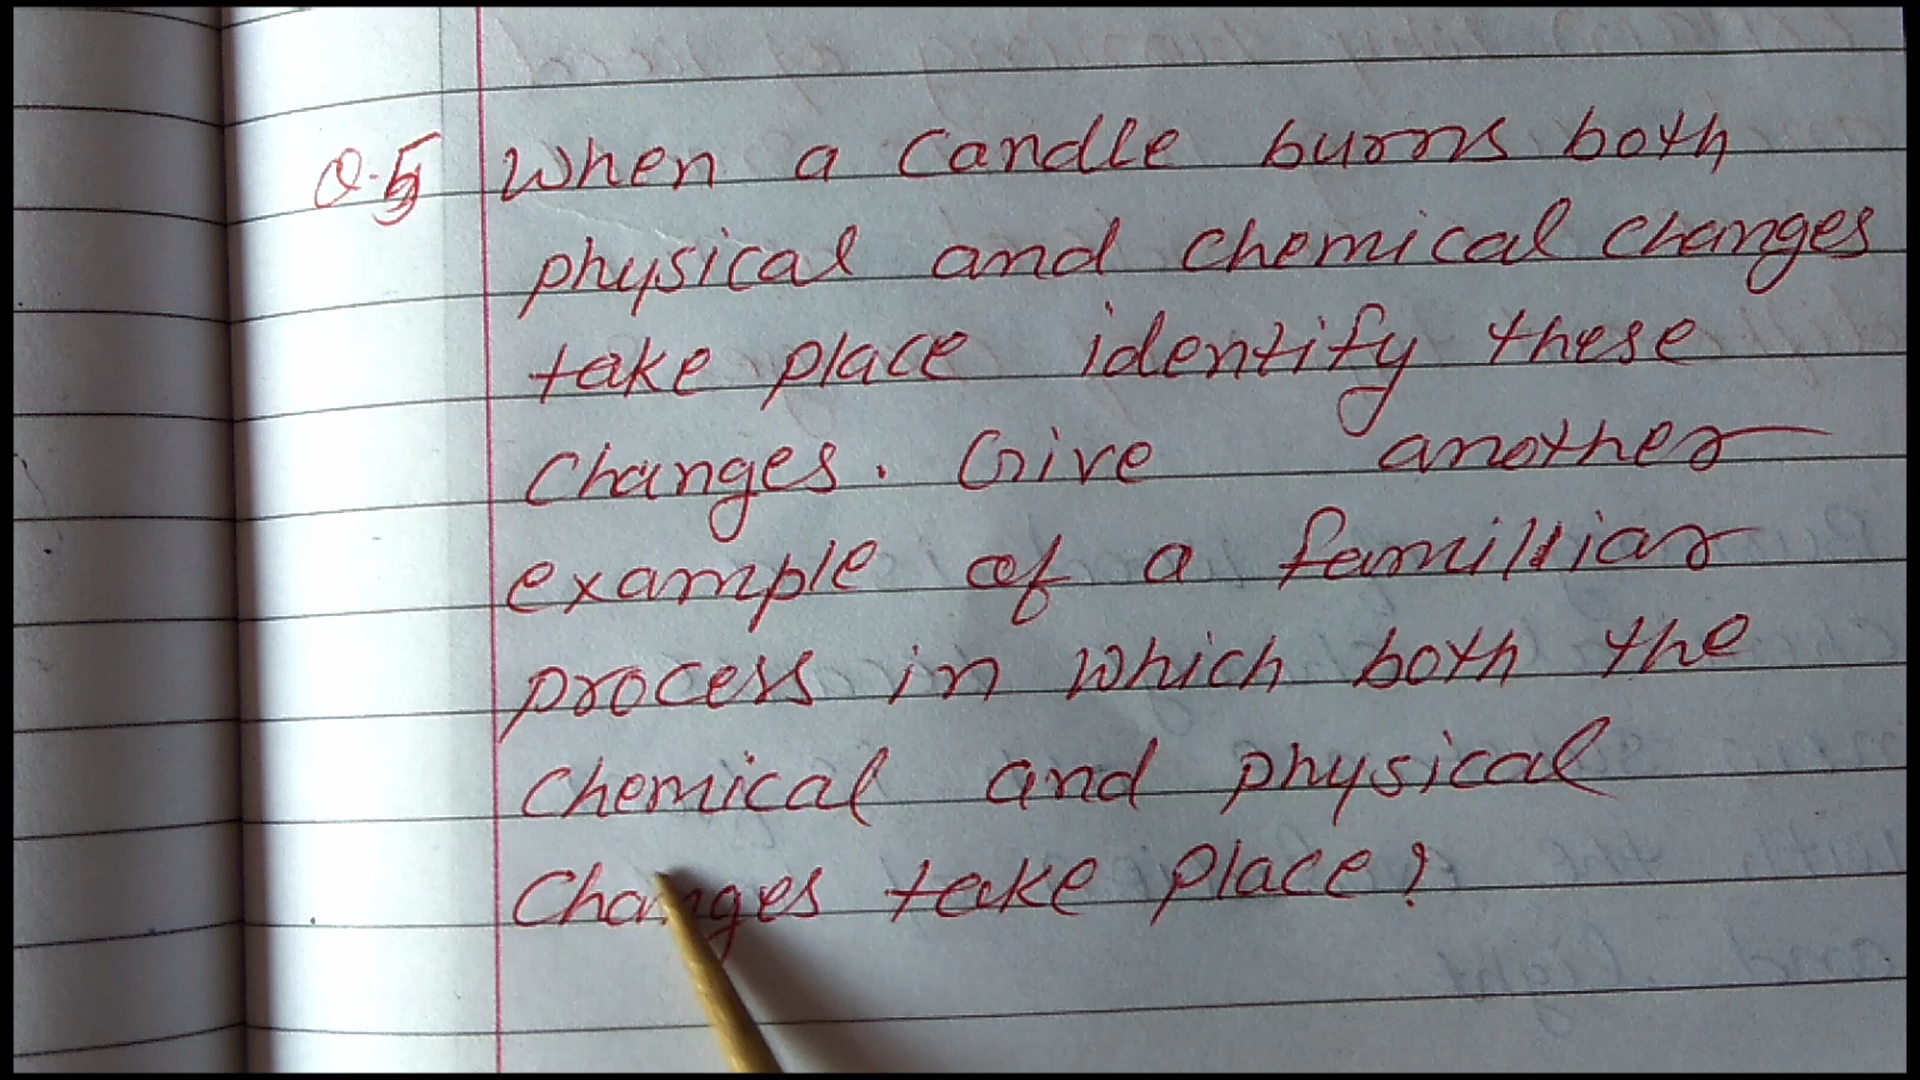 Q.5 When a candle burns both
physical and chemical changes
take place identify these
changes. Give another
example of a familliar
process in which both the
chemical and physical
changes take place?